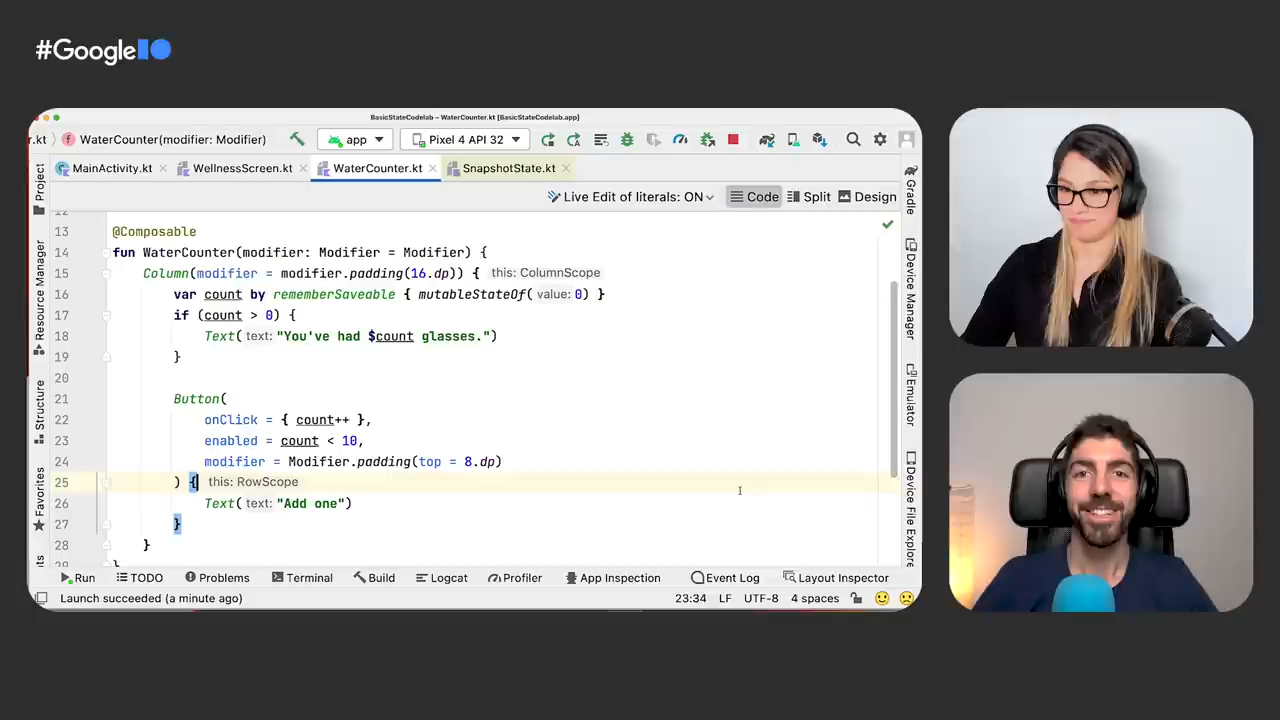 #Google IO
BasicStateCodelab – WaterCounter.kt [BasicStateCodelab.app]
r.kt WaterCounter(modifier: Modifier) app Pixel 4 API 32
MainActivity.kt WellnessScreen.kt WaterCounter.kt SnapshotState.kt
Live Edit of literals: ON Code Split Design
12
13 @Composable
14 fun WaterCounter(modifier: Modifier = Modifier) {
15 Column(modifier = modifier.padding(16.dp)) { this: ColumnScope
16 var count by rememberSaveable { mutableStateOf( value: 0) }
17 if (count > 0) {
18 Text( text: "You've had $count glasses.")
19 }
20
21 Button(
22 onClick = { count++ },
23 enabled = count < 10,
24 modifier = Modifier.padding(top = 8.dp)
25 ) { this: RowScope
26 Text( text: "Add one")
27 }
28 }
29 }
Project
Resource Manager
Structure
Favorites
Gradle
Device Manager
Emulator
Device File Explorer
Run TODO Problems Terminal Build Logcat Profiler App Inspection Event Log Layout Inspector
Launch succeeded (a minute ago) 23:34 LF UTF-8 4 spaces